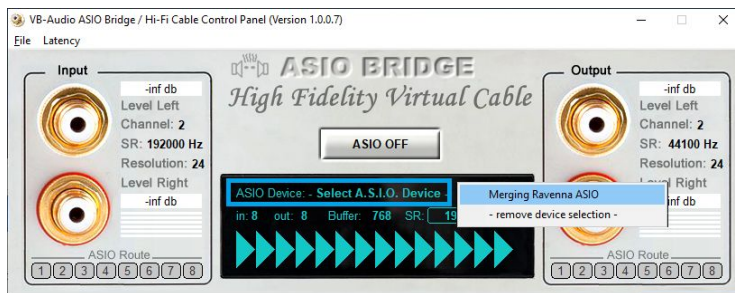 VB-Audio ASIO Bridge / Hi-Fi Cable Control Panel (Version 1.0.0.7)
File Latency
Input
-inf db
Level Left
Channel: 2
SR: 192000 Hz
Resolution: 24
Level Right
-inf db
ASIO Route
1 2 3 4 5 6 7 8
ASIO BRIDGE
High Fidelity Virtual Cable
ASIO OFF
ASIO Device: - Select A.S.I.O. Device -
in: 8 out: 8 Buffer: 768 SR: 19
Merging Ravenna ASIO
- remove device selection -
Output
-inf db
Level Left
Channel: 2
SR: 44100 Hz
Resolution: 24
Right
-inf db
ASIO Route
1 2 3 4 5 6 7 8